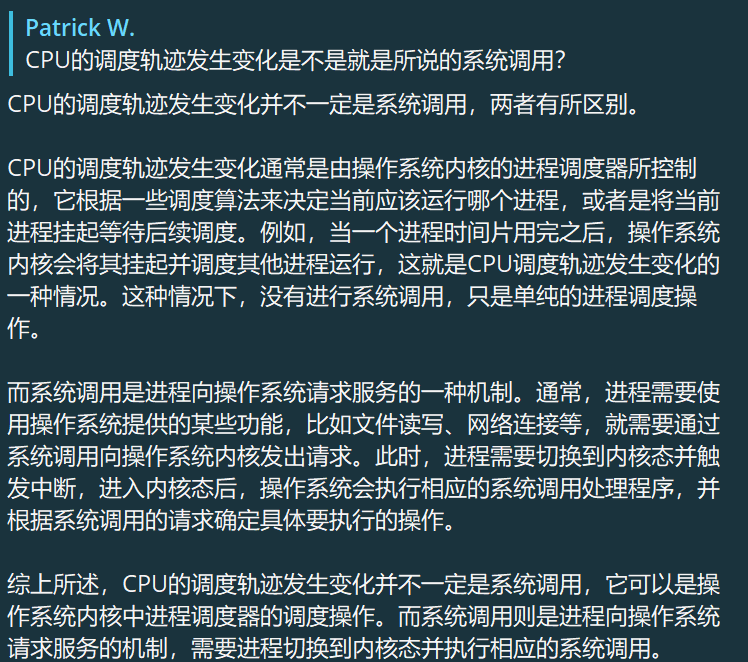 Patrick W.
CPU的调度轨迹发生变化是不是就是所说的系统调用？
CPU的调度轨迹发生变化并不一定是系统调用，两者有所区别。
CPU的调度轨迹发生变化通常是由操作系统内核的进程调度器所控制
的，它根据一些调度算法来决定当前应该运行哪个进程，或者是将当前
进程挂起等待后续调度。例如，当一个进程时间片用完之后，操作系统
内核会将其挂起并调度其他进程运行，这就是CPU调度轨迹发生变化的
一种情况。这种情况下，没有进行系统调用，只是单纯的进程调度操
作。
而系统调用是进程向操作系统请求服务的一种机制。通常，进程需要使
用操作系统提供的某些功能，比如文件读写、网络连接等，就需要通过
系统调用向操作系统内核发出请求。此时，进程需要切换到内核态并触
发中断，进入内核态后，操作系统会执行相应的系统调用处理程序，并
根据系统调用的请求确定具体要执行的操作。
综上所述，CPU的调度轨迹发生变化并不一定是系统调用，它可以是操
作系统内核中进程调度器的调度操作。而系统调用则是进程向操作系统
请求服务的机制，需要进程切换到内核态并执行相应的系统调用。